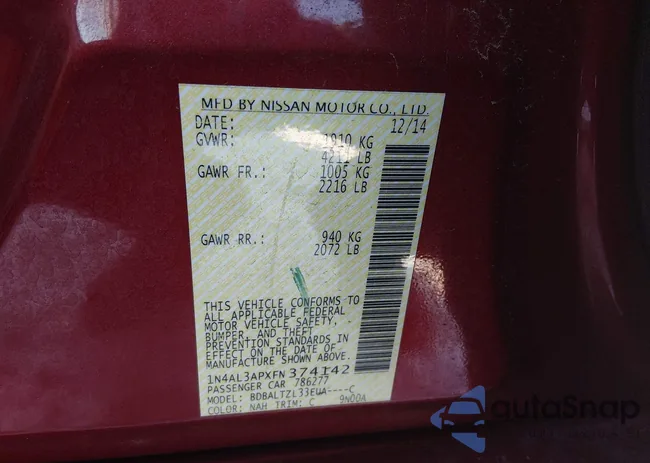 MFD BY NISSAN MOTOR CO., LTD.
DATE: 12/14
GVWR: 1910 KG
4211 LB
GAWR FR.: 1005 KG
2216 LB
GAWR RR.: 940 KG
2072 LB
THIS VEHICLE CONFORMS TO
ALL APPLICABLE FEDERAL
MOTOR VEHICLE SAFETY,
BUMPER, AND THEFT
PREVENTION STANDARDS IN
EFFECT ON THE DATE OF
MANUFACTURE SHOWN ABOVE.
1N4AL3APXFN374142
PASSENGER CAR 786277
MODEL: BDBALTZL33EUA----C
COLOR: NAH TRIM: C 9N00A
autoSnap